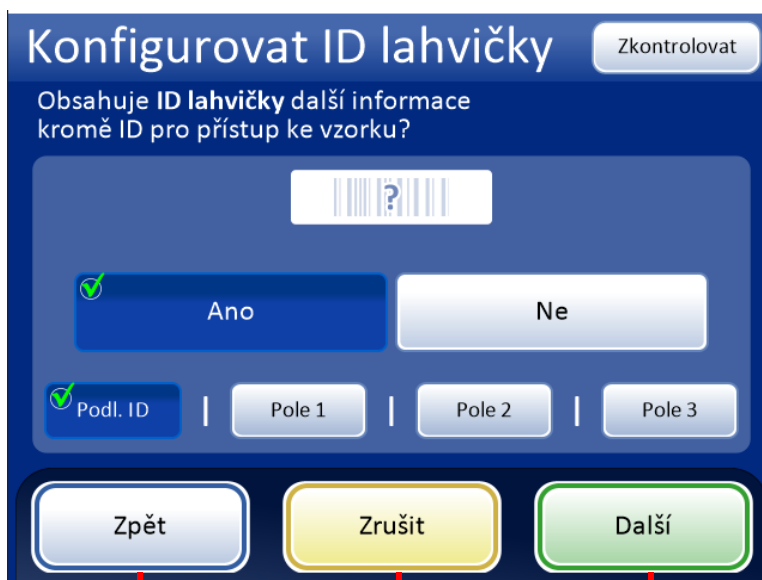 Konfigurovat ID lahvičky
Zkontrolovat
Obsahuje ID lahvičky další informace
kromě ID pro přístup ke vzorku?
?
Ano
Ne
Podl. ID | Pole 1 | Pole 2 | Pole 3
Zpět
Zrušit
Další